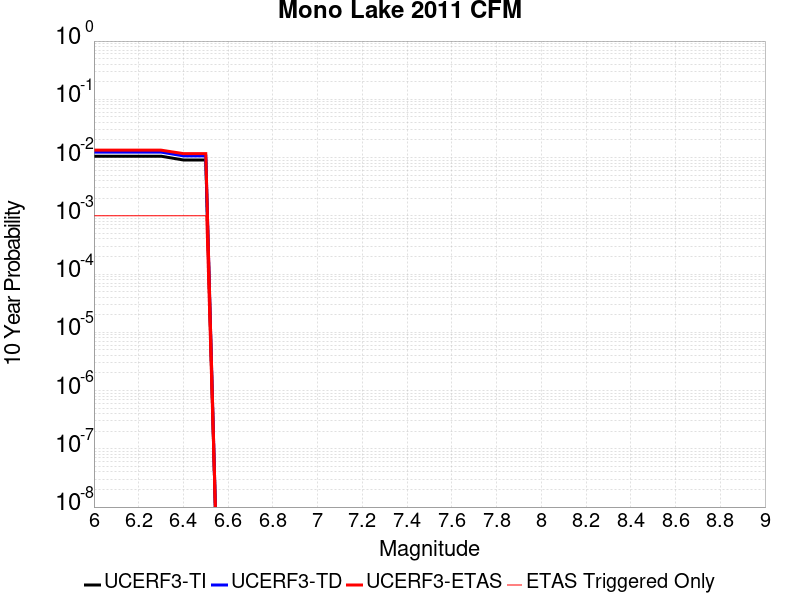 Mono Lake 2011 CFM
10^0
10^-1
10^-2
10^-3
10^-4
10^-5
10^-6
10^-7
10^-8
10 Year Probability
6 6.2 6.4 6.6 6.8 7 7.2 7.4 7.6 7.8 8 8.2 8.4 8.6 8.8 9
Magnitude
UCERF3-TI UCERF3-TD UCERF3-ETAS ETAS Triggered Only